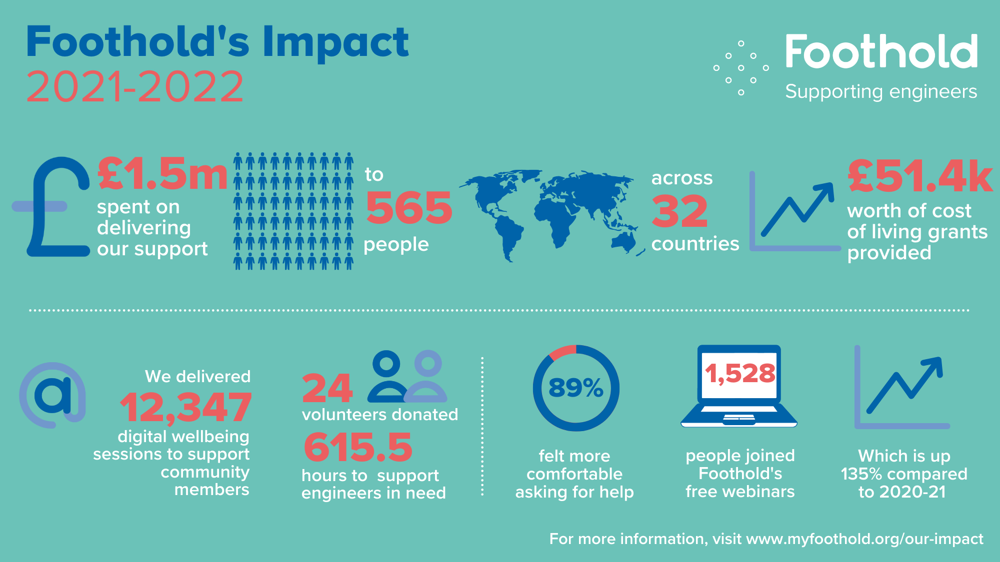 Foothold's Impact
2021-2022
Foothold
Supporting engineers
£1.5m
spent on
delivering
our support
to
565
people
across
32
countries
£51.4k
worth of cost
of living grants
provided
We delivered
12,347
digital wellbeing
sessions to support
community
members
24
volunteers donated
615.5
hours to support
engineers in need
89%
felt more
comfortable
asking for help
1,528
people joined
Foothold's
free webinars
Which is up
135% compared
to 2020-21
For more information, visit www.myfoothold.org/our-impact